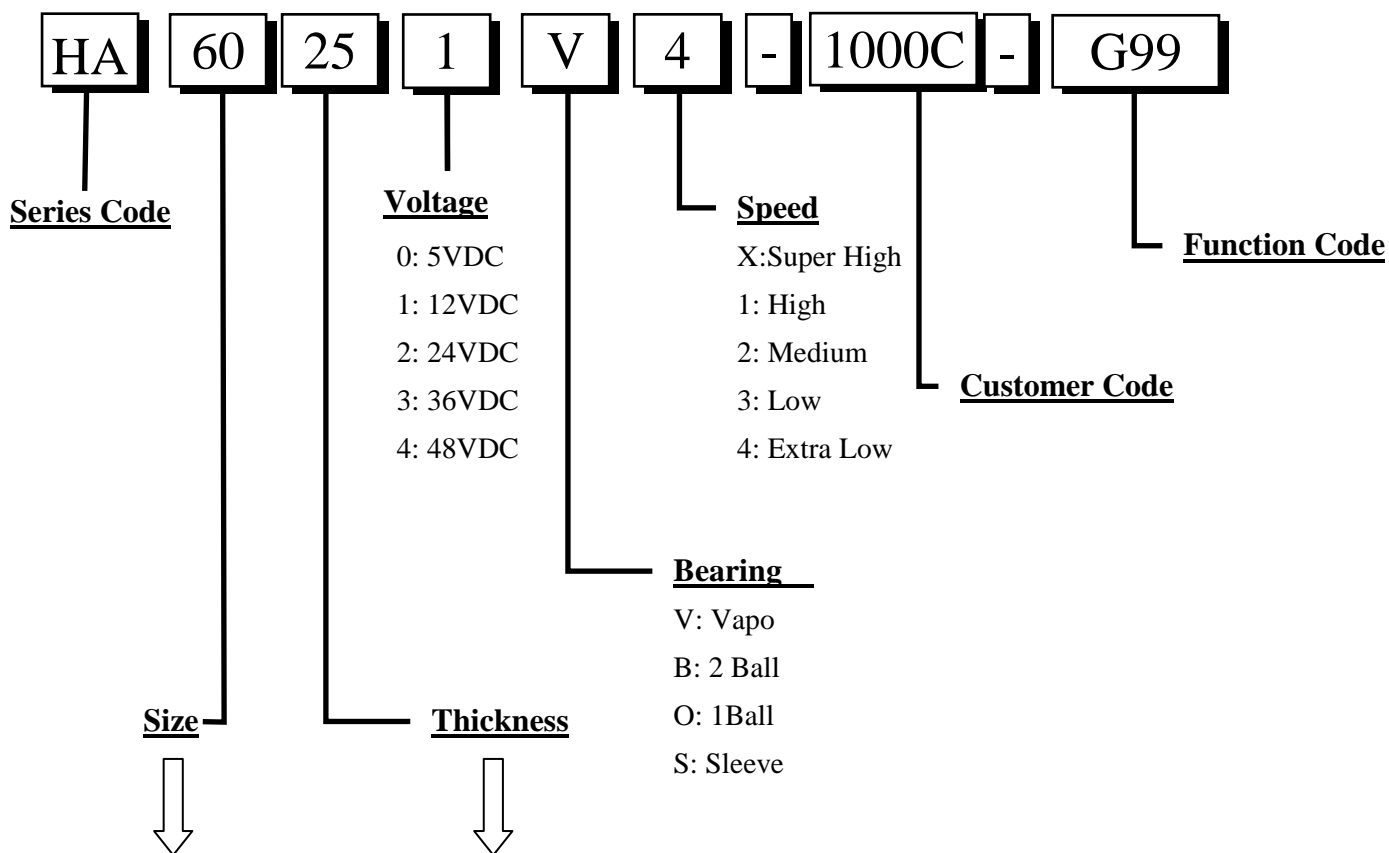 HA 60 25 1 V 4 - 1000C - G99
Series Code
Voltage
0: 5VDC
1: 12VDC
2: 24VDC
3: 36VDC
4: 48VDC
Speed
X:Super High
1: High
2: Medium
3: Low
4: Extra Low
Function Code
Customer Code
Bearing
V: Vapo
B: 2 Ball
O: 1Ball
S: Sleeve
Size
Thickness